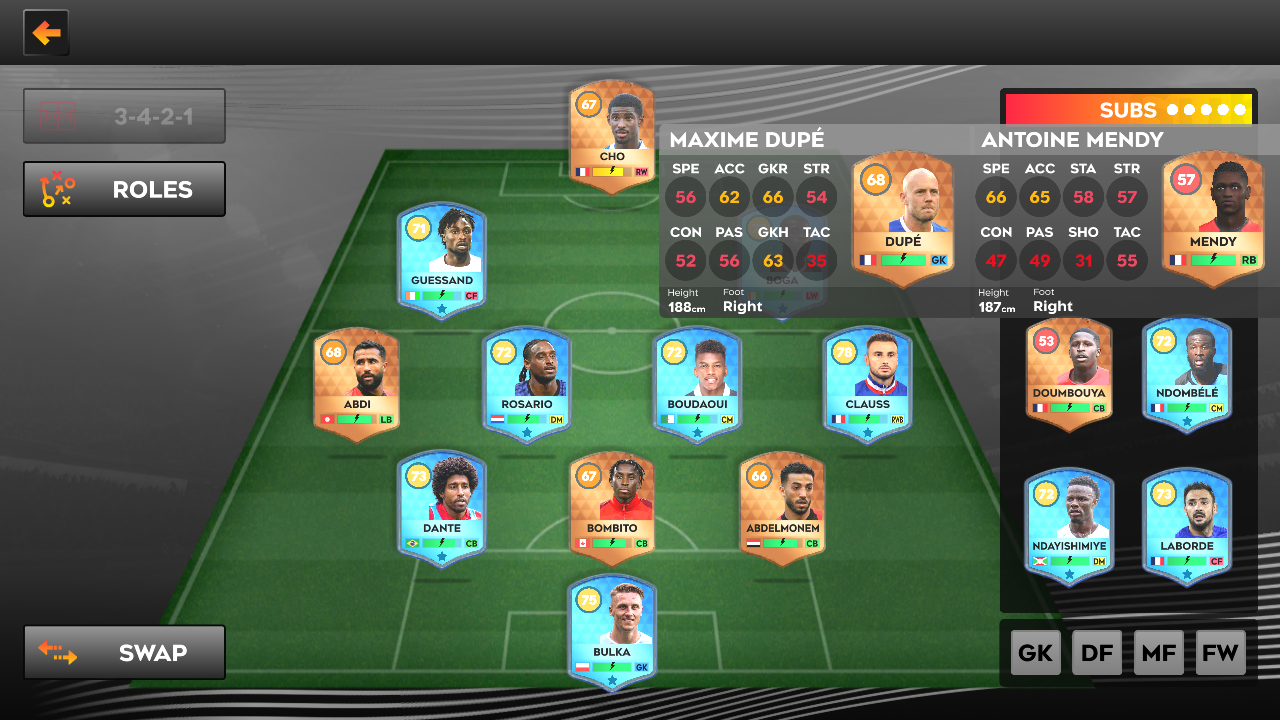 3-4-2-1
ROLES
67
CHO
RW
SUBS
MAXIME DUPÉ
SPE ACC GKR STR
56 62 66 54
CON PAS GKH TAC
52 56 63 35
Height Foot
188cm Right
68
DUPÉ
GK
ANTOINE MENDY
SPE ACC STA STR
66 65 58 57
CON PAS SHO TAC
47 49 31 55
Height Foot
187cm Right
57
MENDY
RB
71
GUESSAND
CF
BOGA
LW
68
ABDI
LB
72
ROSARIO
DM
72
BOUDAOUI
CM
78
CLAUSS
RWB
53
DOUMBOUYA
CB
72
NDOMBÉLÉ
CM
73
DANTE
CB
67
BOMBITO
CB
66
ABDELMONEM
CB
72
NDAYISHIMIYE
DM
73
LABORDE
CF
75
BULKA
GK
SWAP
GK DF MF FW